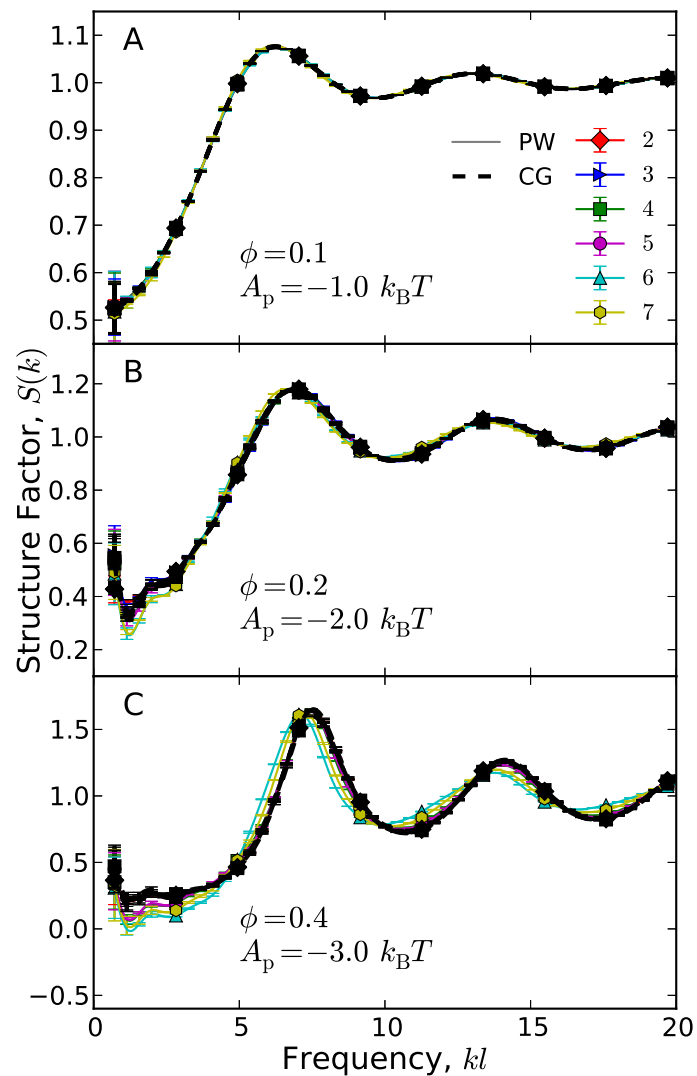 A
1.1
1.0
0.9
0.8
0.7
0.6
0.5
PW
CG
2
3
4
5
6
7
ϕ=0.1
A_p=−1.0 k_BT
B
1.2
1.0
0.8
0.6
0.4
0.2
ϕ=0.2
A_p=−2.0 k_BT
Structure Factor, S(k)
C
1.5
1.0
0.5
0.0
−0.5
ϕ=0.4
A_p=−3.0 k_BT
0 5 10 15 20
Frequency, kl